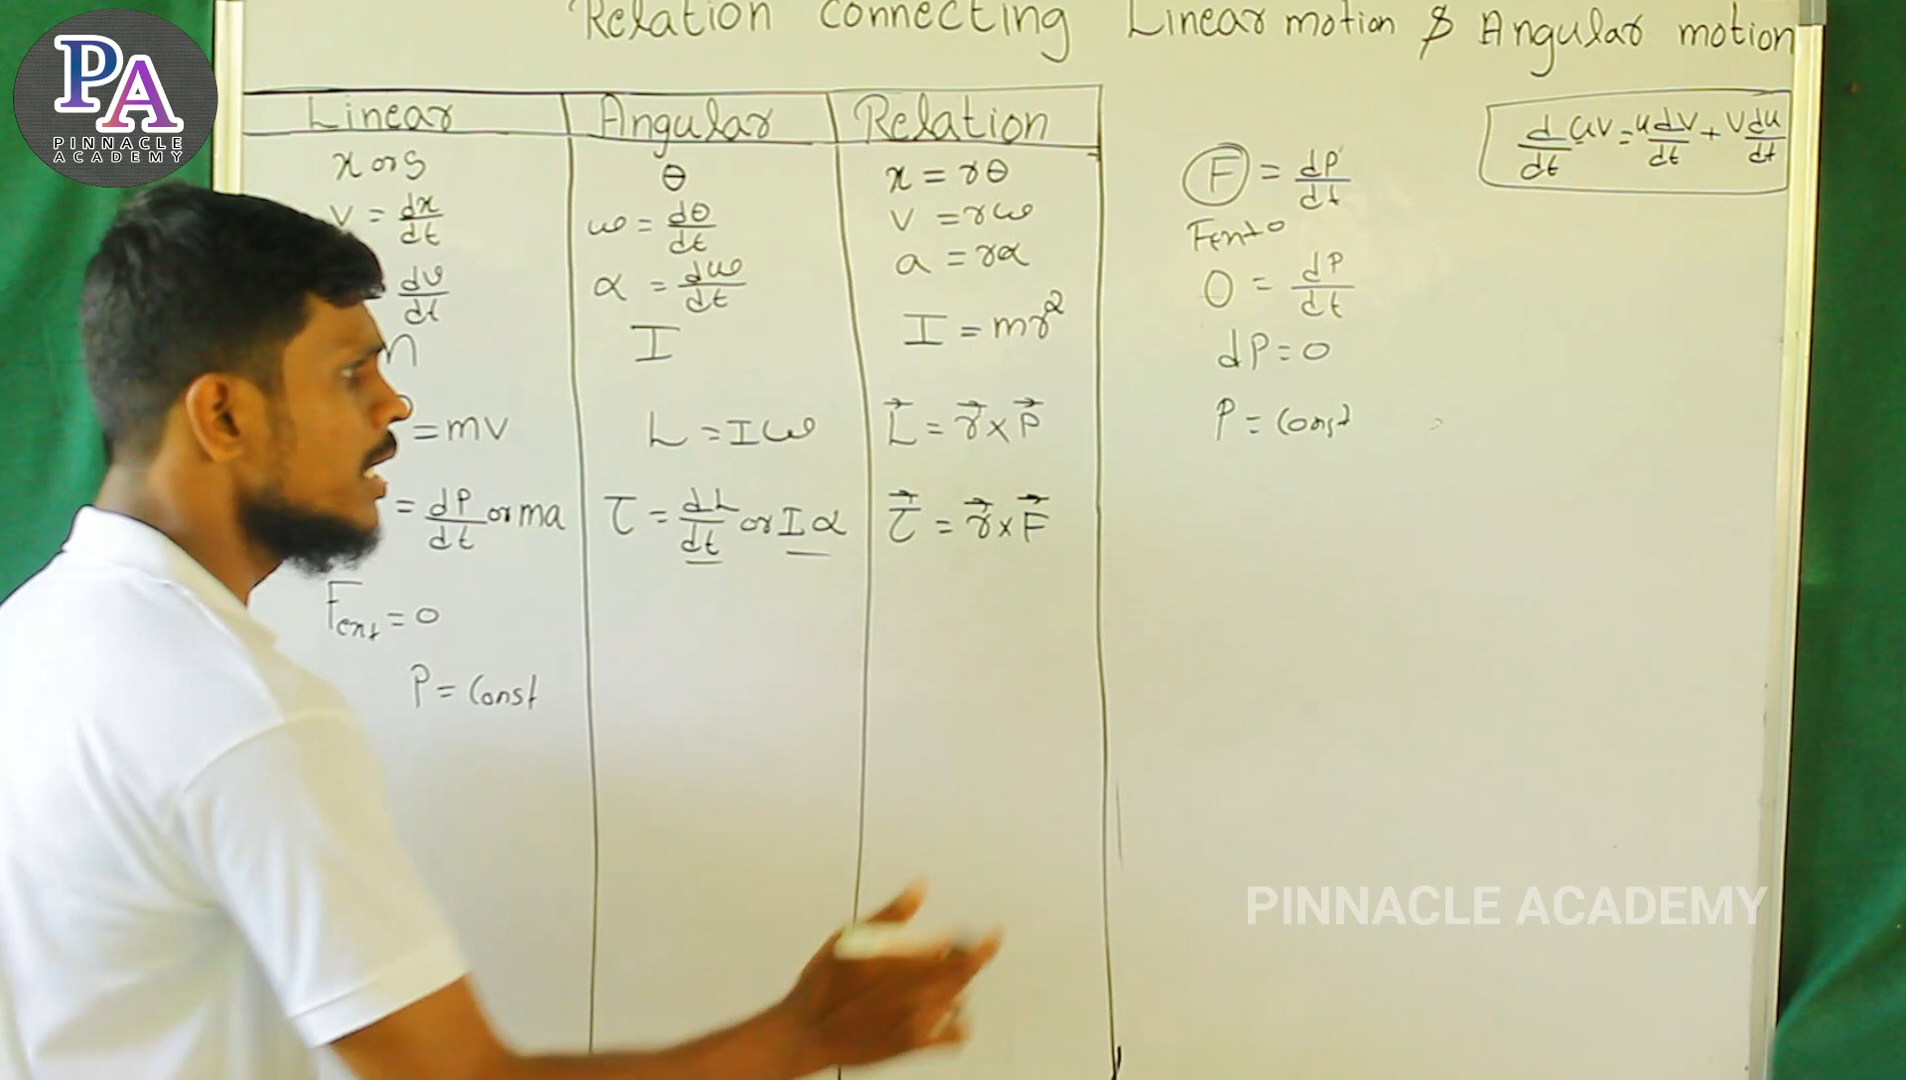 PA
PINNACLE
ACADEMY
Relation connecting Linear motion & Angular motion
Linear Angular Relation
x or s θ x = rθ
v = dx/dt ω = dθ/dt v = rω
dv/dt α = dω/dt a = rα
I I = mr²
= mv L = Iω L⃗ = r⃗ × P⃗
= dP/dt or ma τ = dL/dt or Iα τ⃗ = r⃗ × F⃗
Fext = 0
P = Const
F = dP/dt
Fext 0
0 = dP/dt
dP = 0
P = Const
d/dt uv = u dv/dt + v du/dt
PINNACLE ACADEMY